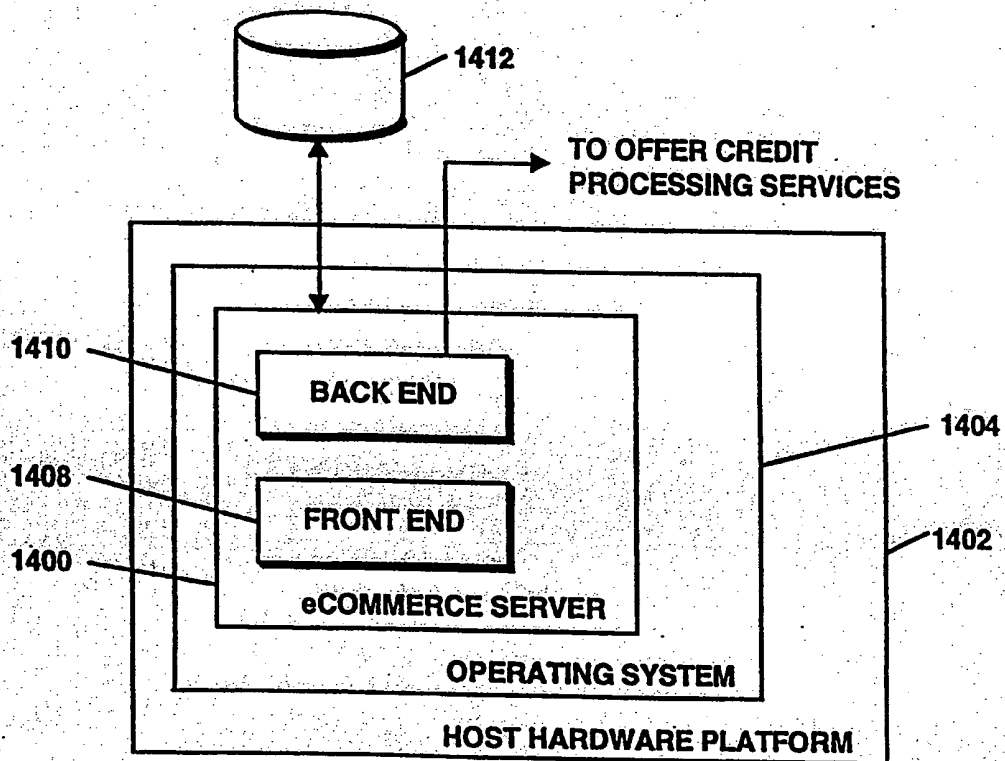 1412
TO OFFER CREDIT
PROCESSING SERVICES
1410
BACK END
1404
1408
FRONT END
1402
1400
eCOMMERCE SERVER
OPERATING SYSTEM
HOST HARDWARE PLATFORM